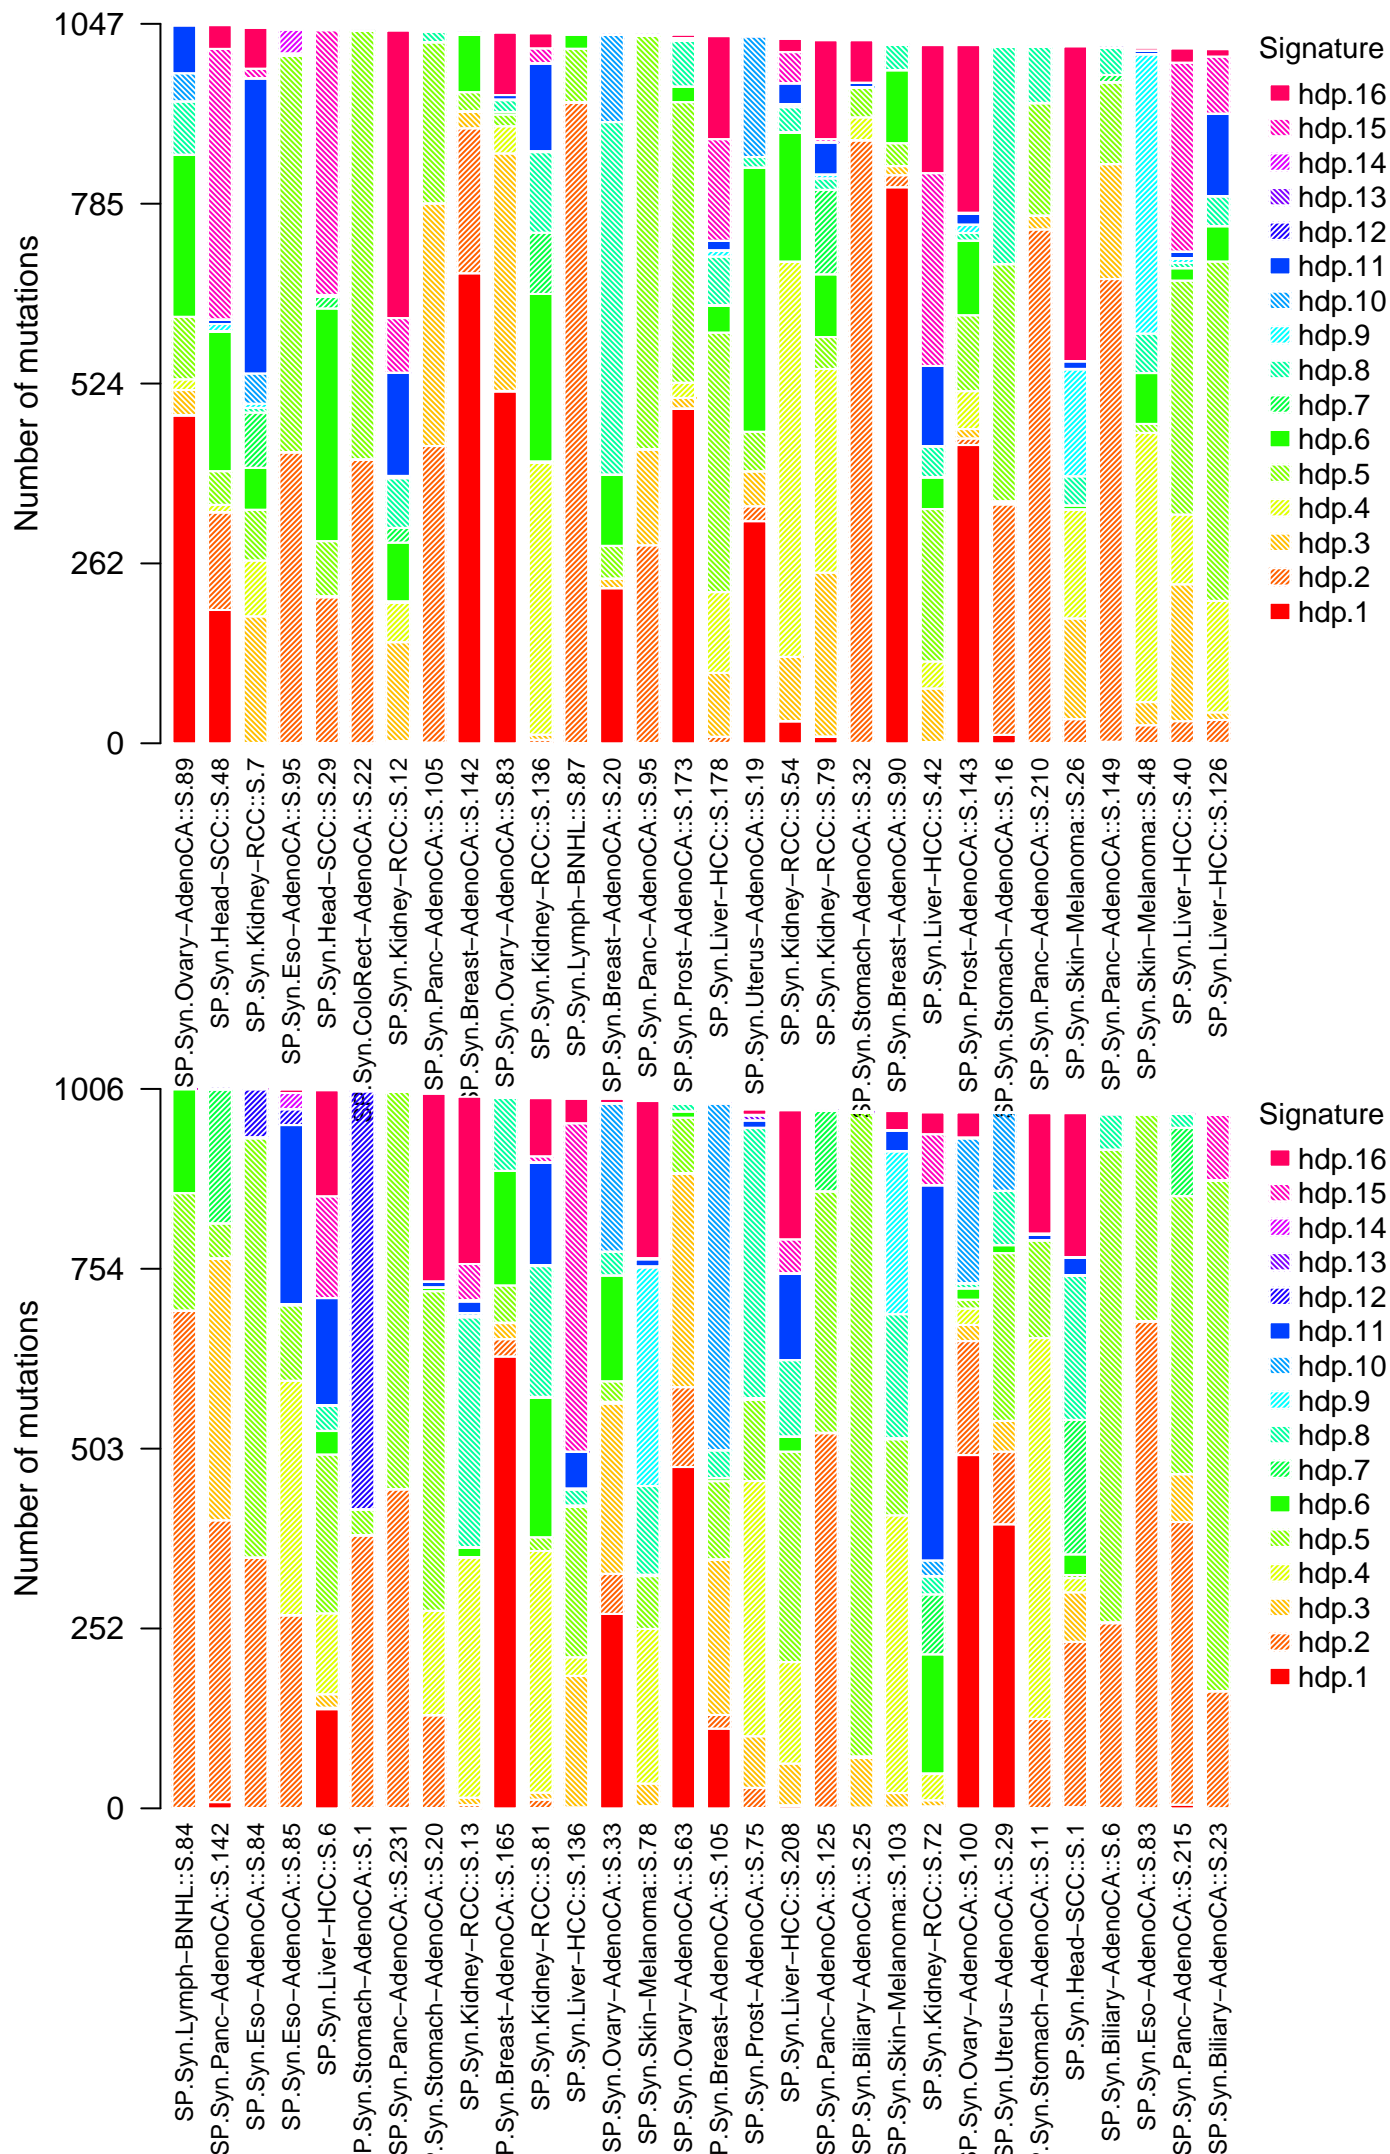 1047
785
524
262
0
Number of mutations
Signature
hdp.16
hdp.15
hdp.14
hdp.13
hdp.12
hdp.11
hdp.10
hdp.9
hdp.8
hdp.7
hdp.6
hdp.5
hdp.4
hdp.3
hdp.2
hdp.1
SP.Syn.Ovary−AdenoCA::S.89
SP.Syn.Head−SCC::S.48
SP.Syn.Kidney−RCC::S.7
SP.Syn.Eso−AdenoCA::S.95
SP.Syn.Head−SCC::S.29
SP.Syn.ColoRect−AdenoCA::S.22
SP.Syn.Kidney−RCC::S.12
SP.Syn.Panc−AdenoCA::S.105
SP.Syn.Breast−AdenoCA::S.142
SP.Syn.Ovary−AdenoCA::S.83
SP.Syn.Kidney−RCC::S.136
SP.Syn.Lymph−BNHL::S.87
SP.Syn.Breast−AdenoCA::S.20
SP.Syn.Panc−AdenoCA::S.95
SP.Syn.Prost−AdenoCA::S.173
SP.Syn.Liver−HCC::S.178
SP.Syn.Uterus−AdenoCA::S.19
SP.Syn.Kidney−RCC::S.54
SP.Syn.Kidney−RCC::S.79
SP.Syn.Stomach−AdenoCA::S.32
SP.Syn.Breast−AdenoCA::S.90
SP.Syn.Liver−HCC::S.42
SP.Syn.Prost−AdenoCA::S.143
SP.Syn.Stomach−AdenoCA::S.16
SP.Syn.Panc−AdenoCA::S.210
SP.Syn.Skin−Melanoma::S.26
SP.Syn.Panc−AdenoCA::S.149
SP.Syn.Skin−Melanoma::S.48
SP.Syn.Liver−HCC::S.40
SP.Syn.Liver−HCC::S.126
1006
754
503
252
0
Number of mutations
Signature
hdp.16
hdp.15
hdp.14
hdp.13
hdp.12
hdp.11
hdp.10
hdp.9
hdp.8
hdp.7
hdp.6
hdp.5
hdp.4
hdp.3
hdp.2
hdp.1
SP.Syn.Lymph−BNHL::S.84
SP.Syn.Panc−AdenoCA::S.142
SP.Syn.Eso−AdenoCA::S.84
SP.Syn.Eso−AdenoCA::S.85
SP.Syn.Liver−HCC::S.6
P.Syn.Stomach−AdenoCA::S.1
SP.Syn.Panc−AdenoCA::S.231
P.Syn.Stomach−AdenoCA::S.20
SP.Syn.Kidney−RCC::S.13
SP.Syn.Breast−AdenoCA::S.165
SP.Syn.Kidney−RCC::S.81
SP.Syn.Liver−HCC::S.136
SP.Syn.Ovary−AdenoCA::S.33
SP.Syn.Skin−Melanoma::S.78
SP.Syn.Ovary−AdenoCA::S.63
SP.Syn.Breast−AdenoCA::S.105
SP.Syn.Prost−AdenoCA::S.75
SP.Syn.Liver−HCC::S.208
SP.Syn.Panc−AdenoCA::S.125
SP.Syn.Biliary−AdenoCA::S.25
SP.Syn.Skin−Melanoma::S.103
SP.Syn.Kidney−RCC::S.72
SP.Syn.Ovary−AdenoCA::S.100
SP.Syn.Uterus−AdenoCA::S.29
P.Syn.Stomach−AdenoCA::S.11
SP.Syn.Head−SCC::S.1
SP.Syn.Biliary−AdenoCA::S.6
SP.Syn.Eso−AdenoCA::S.83
SP.Syn.Panc−AdenoCA::S.215
SP.Syn.Biliary−AdenoCA::S.23